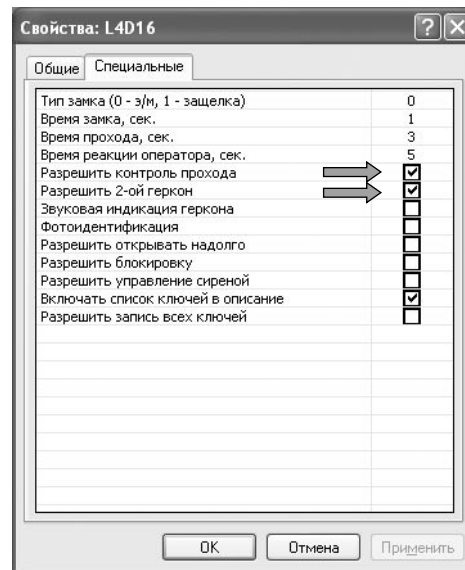 Свойства: L4D16
Общие Специальные
Тип замка (0 - э/м, 1 - защелка) 0
Время замка, сек. 1
Время прохода, сек. 3
Время реакции оператора, сек. 5
Разрешить контроль прохода
Разрешить 2-ой геркон
Звуковая индикация геркона
Фотоидентификация
Разрешить открывать надолго
Разрешить блокировку
Разрешить управление сиреной
Включать список ключей в описание
Разрешить запись всех ключей
OK Отмена Применить